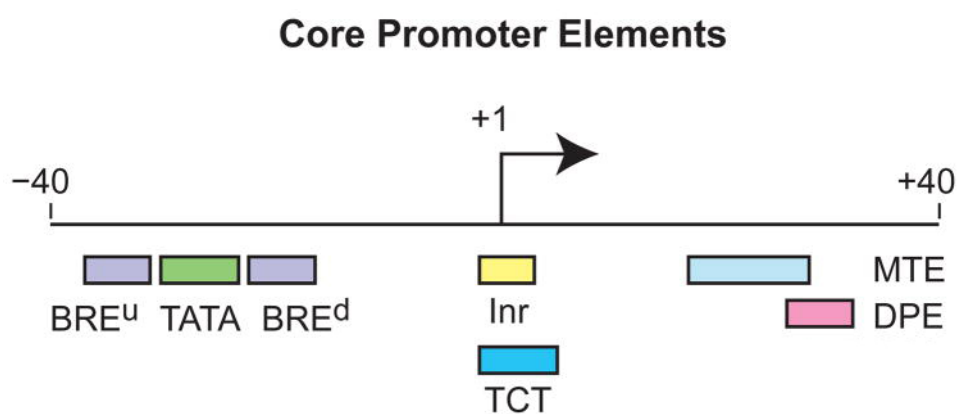 Core Promoter Elements
+1
−40
+40
MTE
BREᵘ TATA BREᵈ Inr DPE
TCT